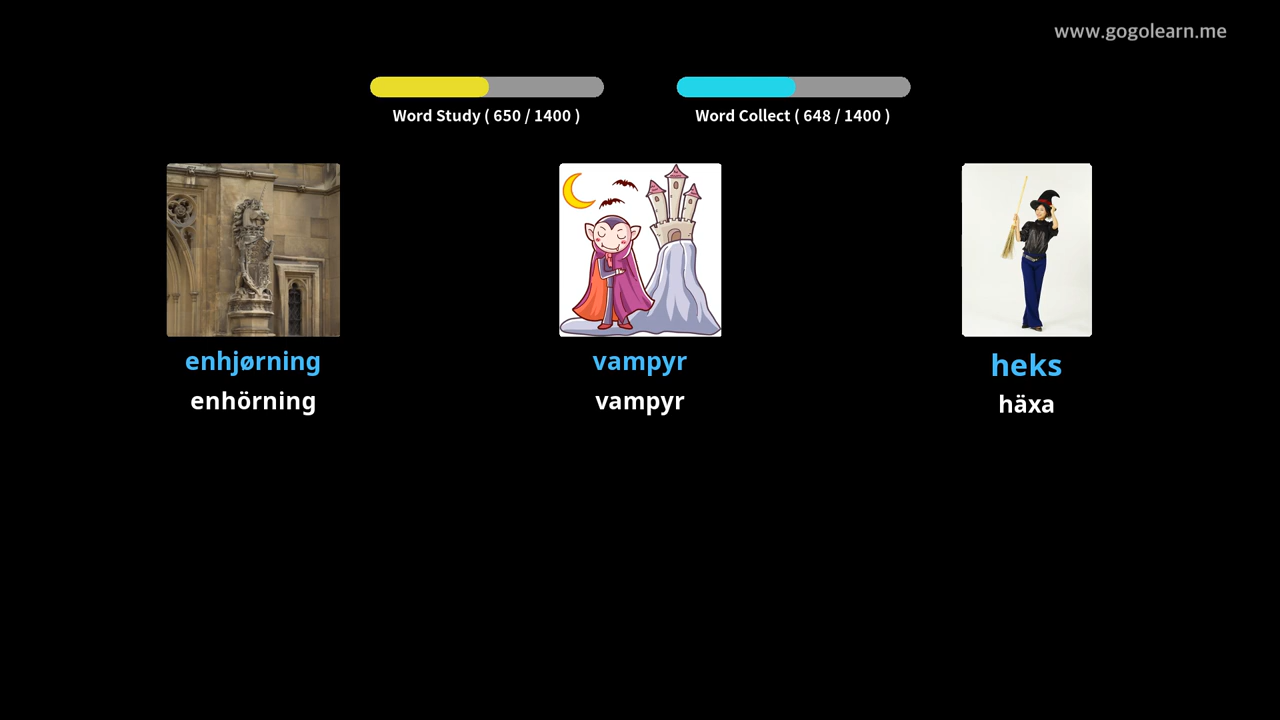 www.gogolearn.me
Word Study ( 650 / 1400 )
Word Collect ( 648 / 1400 )
enhjørning
enhörning
vampyr
vampyr
heks
häxa